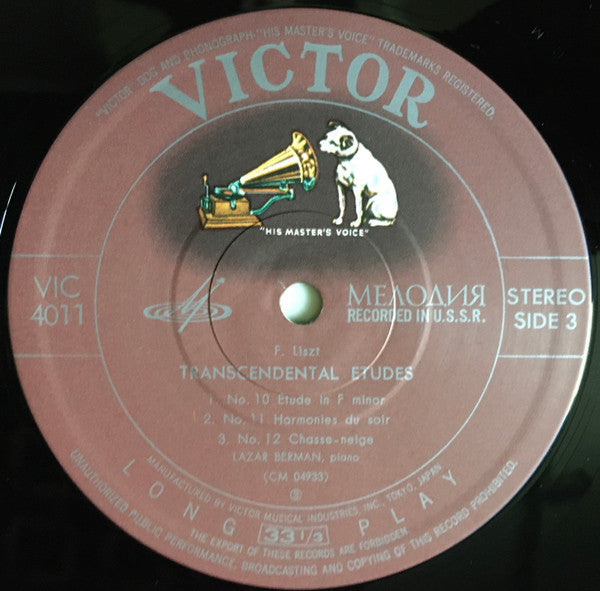 "VICTOR" DOG AND PHONOGRAPH-"HIS MASTER'S VOICE" TRADEMARKS REGISTERED.
VICTOR
"HIS MASTER'S VOICE"
VIC
4011
МЕЛОДИЯ
RECORDED IN U.S.S.R.
STEREO
SIDE 3
F. Liszt
TRANSCENDENTAL ETUDES
1. No. 10 Etude in F minor
2. No. 11 Harmonies du soir
3. No. 12 Chasse-neige
LAZAR BERMAN, piano
(CM 04933)
Ⓢ
MANUFACTURED BY VICTOR MUSICAL INDUSTRIES, INC., TOKYO, JAPAN
LONG PLAY
33 1/3
THE EXPORT OF THESE RECORDS ARE FORBIDDEN
UNAUTHORIZED PUBLIC PERFORMANCE, BROADCASTING AND COPYING OF THIS RECORD PROHIBITED.